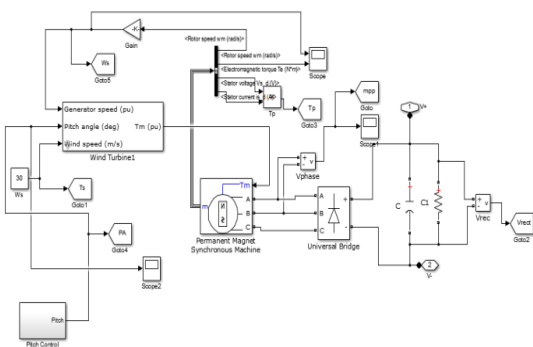 -K-
Gain
Ws
Goto5
<Rotor speed wm (rad/s)>
<Rotor speed wm (rad/s)>
<Electromagnetic torque Te (N*m)>
<Stator voltage Vs_d (V)>
<Stator current
Scope
Tp
Tp
Goto3
mpp
Goto
Scope1
1
V+
Generator speed (pu)
Pitch angle (deg)
Tm (pu)
Wind speed (m/s)
Wind Turbine1
30
Ws
Ts
Goto1
PA
Goto4
Scope2
Pitch
Pitch Control
Tm
m
A
B
C
Permanent Magnet
Synchronous Machine
+
-
v
Vphase
A
B
C
+
-
Universal Bridge
C
+
-
v
Vrec
Vrect
Goto2
2
V-